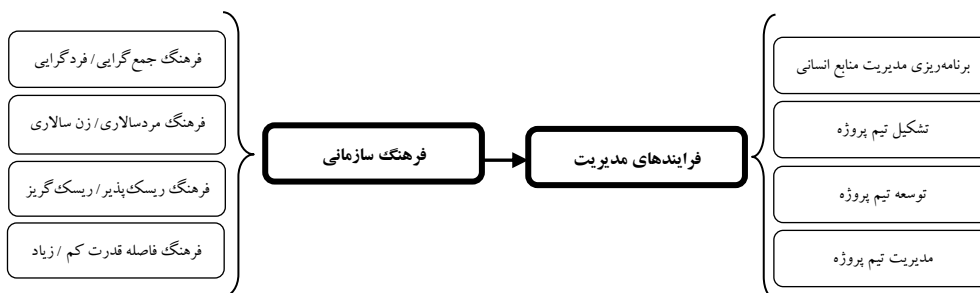 برنامه‌ریزی مدیریت منابع انسانی
تشکیل تیم پروژه
توسعه تیم پروژه
مدیریت تیم پروژه
فرایندهای مدیریت
فرهنگ سازمانی
فرهنگ جمع‌گرایی/ فردگرایی
فرهنگ مردسالاری/ زن سالاری
فرهنگ ریسک‌پذیر/ ریسک‌گریز
فرهنگ فاصله قدرت کم / زیاد